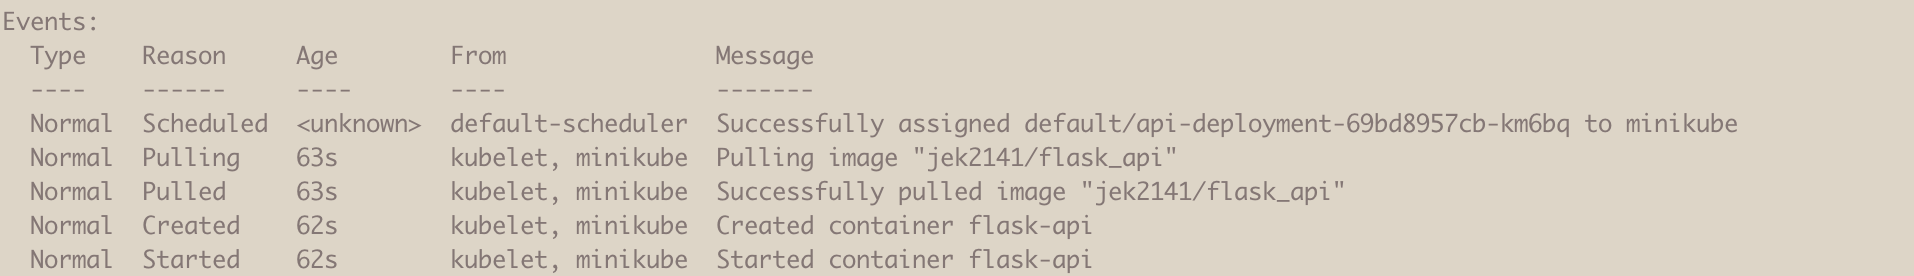 Events:
  Type    Reason     Age        From               Message
  ----    ------     ----       ----               -------
  Normal  Scheduled  <unknown>  default-scheduler  Successfully assigned default/api-deployment-69bd8957cb-km6bq to minikube
  Normal  Pulling    63s        kubelet, minikube  Pulling image "jek2141/flask_api"
  Normal  Pulled     63s        kubelet, minikube  Successfully pulled image "jek2141/flask_api"
  Normal  Created    62s        kubelet, minikube  Created container flask-api
  Normal  Started    62s        kubelet, minikube  Started container flask-api